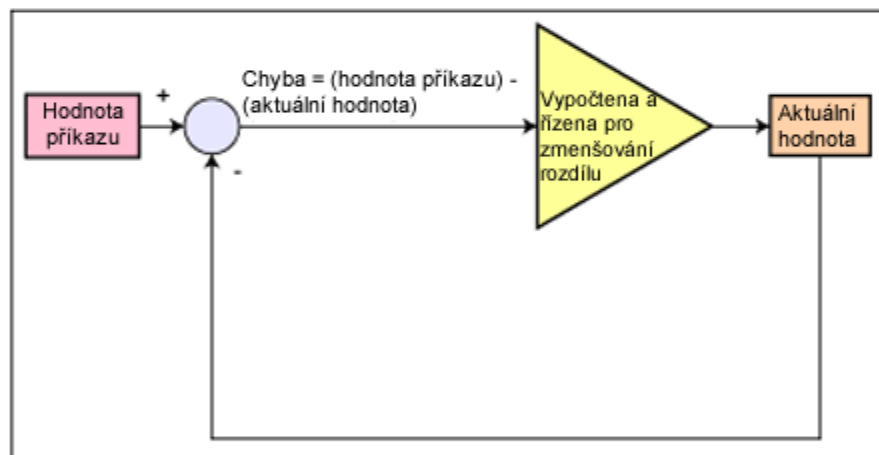 Hodnota
příkazu
+
-
Chyba = (hodnota příkazu) -
(aktuální hodnota)
Vypočtena a
řízena pro
zmenšování
rozdílu
Aktuální
hodnota